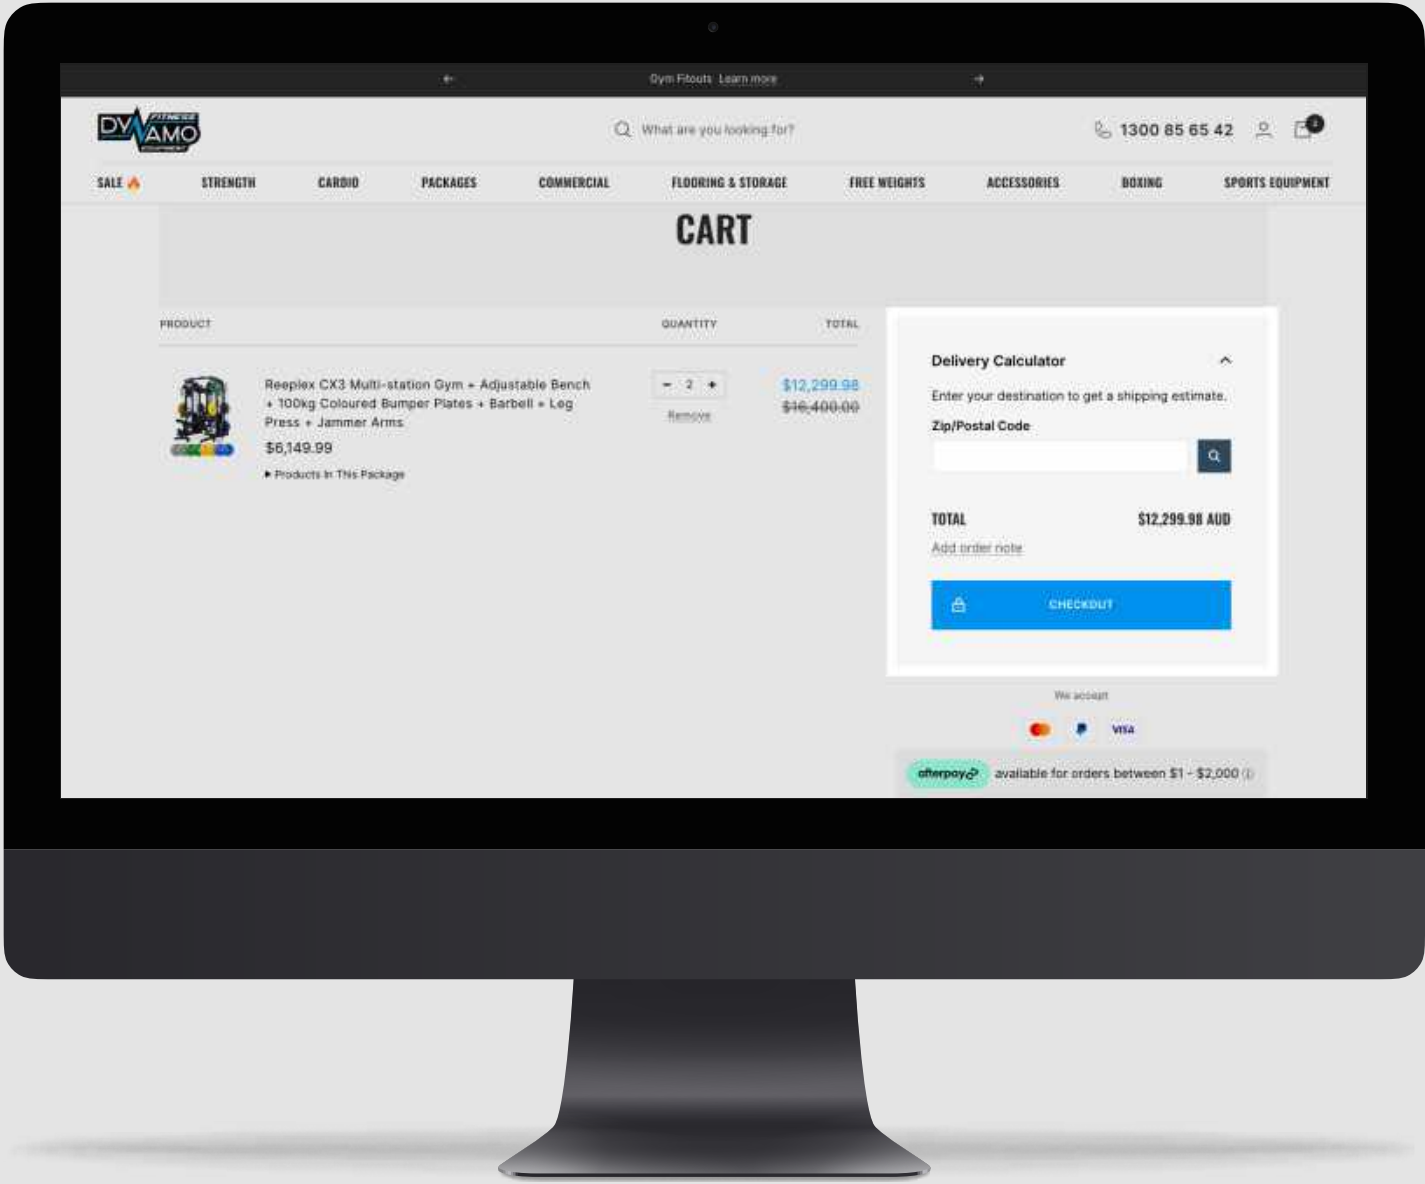 Gym Fitouts Learn more
DYNAMO
FITNESS
EQUIPMENT
What are you looking for?
1300 85 65 42
SALE
STRENGTH
CARDIO
PACKAGES
COMMERCIAL
FLOORING & STORAGE
FREE WEIGHTS
ACCESSORIES
BOXING
SPORTS EQUIPMENT
CART
PRODUCT
QUANTITY
TOTAL
Reeplex CX3 Multi-station Gym + Adjustable Bench
+ 100kg Coloured Bumper Plates + Barbell + Leg
Press + Jammer Arms
$6,149.99
Products In This Package
- 2 +
Remove
$12,299.98
$16,400.00
Delivery Calculator
Enter your destination to get a shipping estimate.
Zip/Postal Code
TOTAL $12,299.98 AUD
Add order note
CHECKOUT
We accept
VISA
afterpay available for orders between $1 - $2,000